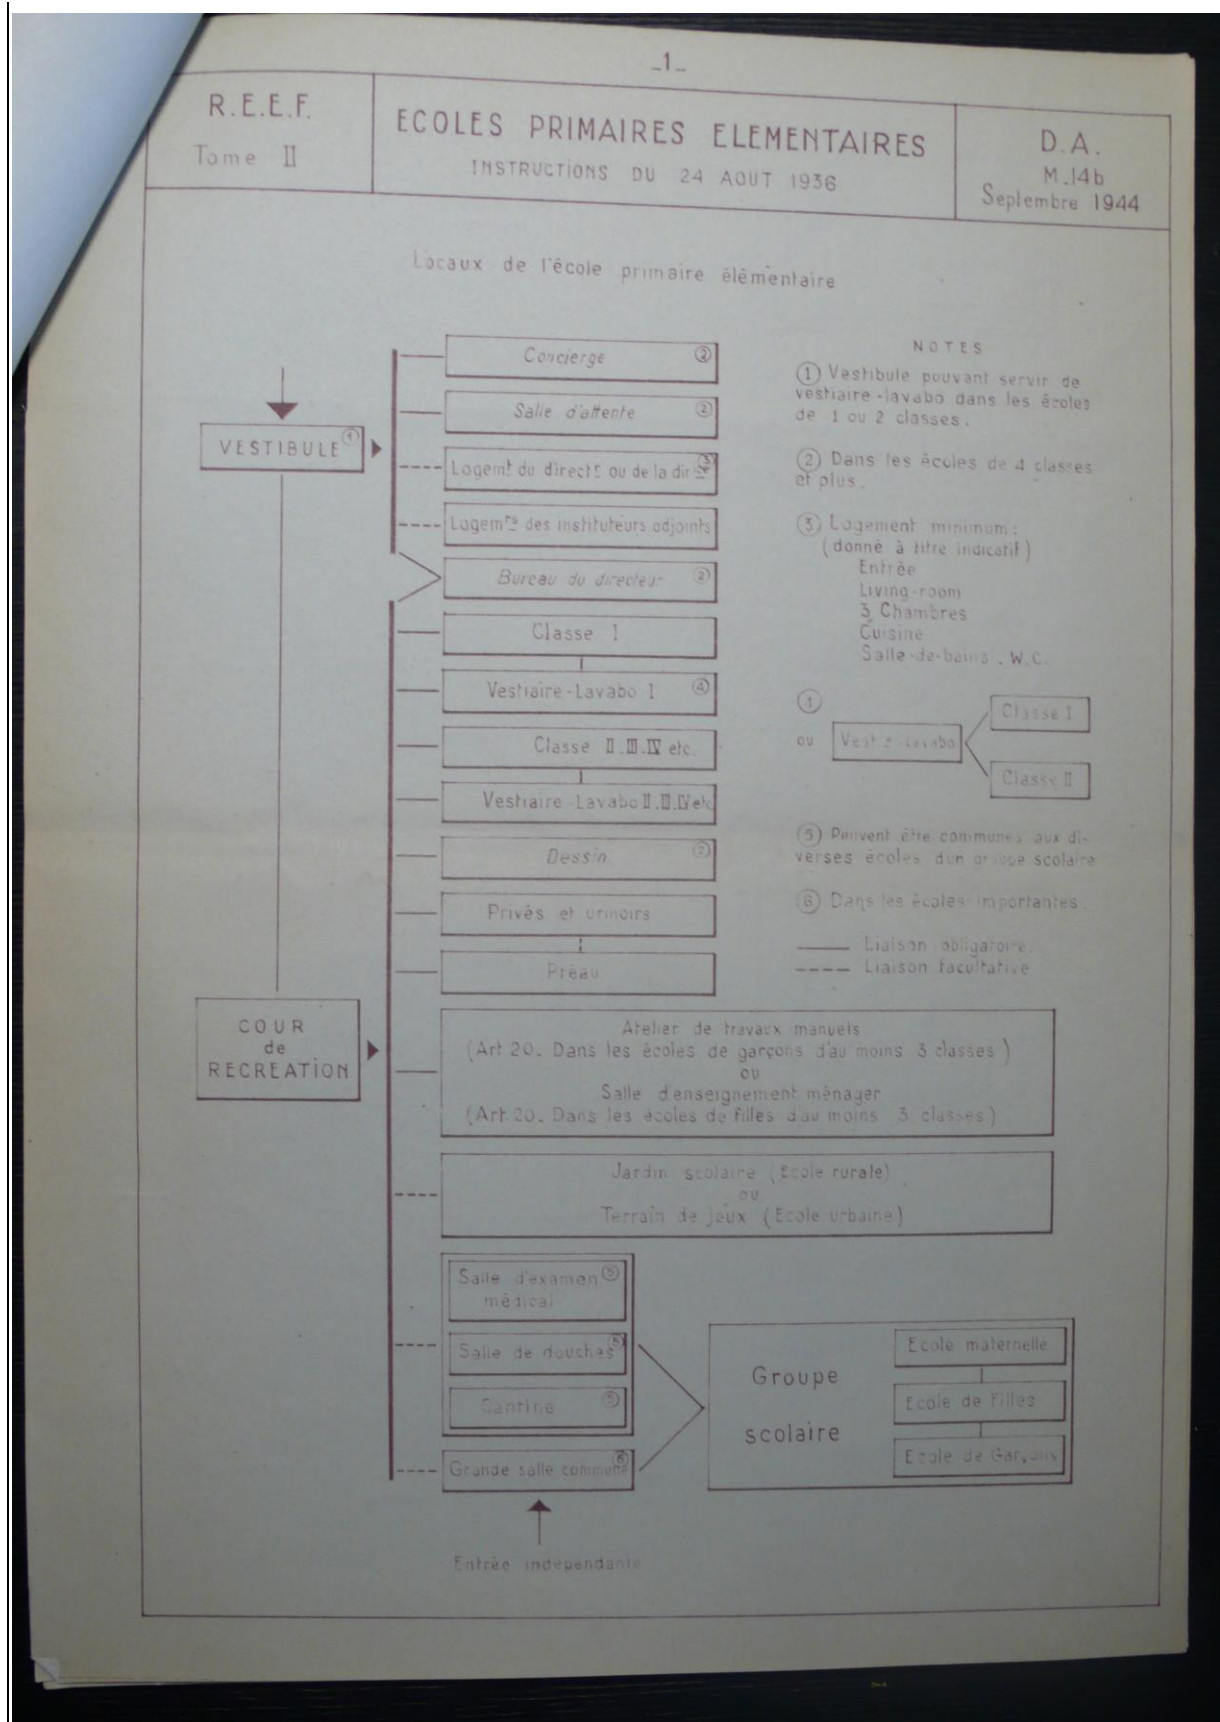 _1_
R.E.E.F.
Tome II
ECOLES PRIMAIRES ELEMENTAIRES
INSTRUCTIONS DU 24 AOUT 1936
D.A.
M.14b
Septembre 1944
Locaux de l'école primaire élémentaire
VESTIBULE ①
Concierge ②
Salle d'attente ②
Logemt du directr ou de la dirce ③
Logemts des instituteurs adjoints
Bureau du directeur ②
Classe I
Vestiaire-Lavabo I ④
Classe II.III.IV etc.
Vestiaire-Lavabo II.III.IV etc
Dessin
Privés et urinoirs
Préau
COUR
de
RECREATION
Atelier de travaux manuels
(Art.20. Dans les écoles de garçons d'au moins 3 classes)
ou
Salle d'enseignement ménager
(Art.20. Dans les écoles de filles d'au moins 3 classes)
Jardin scolaire (Ecole rurale)
ou
Terrain de jeux (Ecole urbaine)
Salle d'examen ⑤
médical
Salle de douches ⑤
Cantine ⑤
Grande salle commune ⑥
Entrée indépendante
Groupe
scolaire
Ecole maternelle
Ecole de Filles
Ecole de Garçons
NOTES
① Vestibule pouvant servir de
vestiaire-lavabo dans les écoles
de 1 ou 2 classes.
② Dans les écoles de 4 classes
et plus.
③ Logement minimum :
(donné à titre indicatif)
Entrée
Living-room
3 Chambres
Cuisine
Salle-de-bains . W.C.
④
ou
Vest re-Lavabo
Classe I
Classe II
⑤ Peuvent être communes aux di-
verses écoles d'un groupe scolaire
⑥ Dans les écoles importantes.
Liaison obligatoire.
Liaison facultative